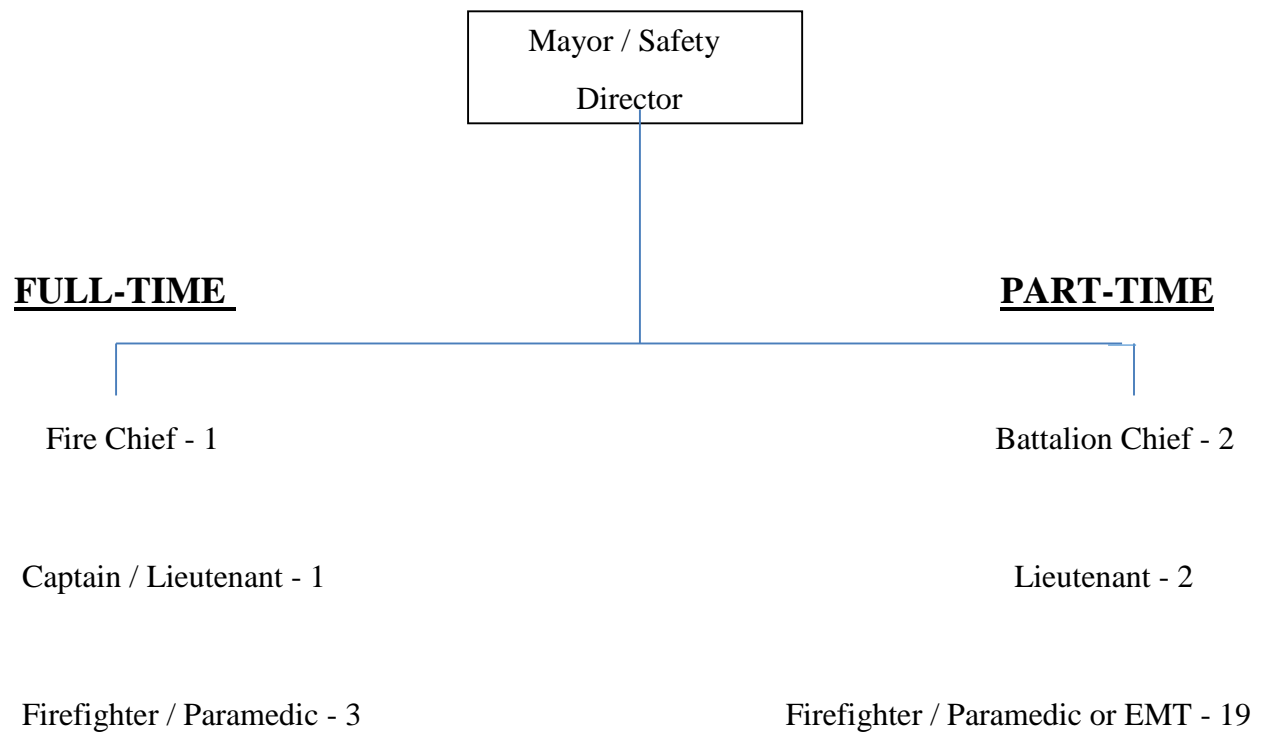 Mayor / Safety
Director
FULL-TIME
PART-TIME
Fire Chief - 1
Battalion Chief - 2
Captain / Lieutenant - 1
Lieutenant - 2
Firefighter / Paramedic - 3
Firefighter / Paramedic or EMT - 19